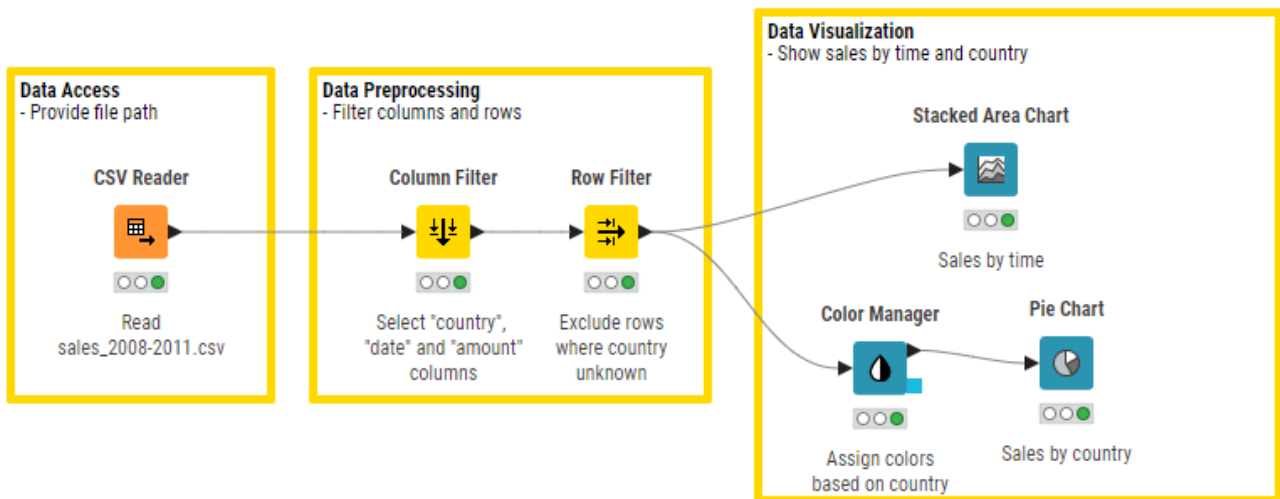 Data Access
- Provide file path
CSV Reader
Read
sales_2008-2011.csv
Data Preprocessing
- Filter columns and rows
Column Filter
Select "country",
"date" and "amount"
columns
Row Filter
Exclude rows
where country
unknown
Data Visualization
- Show sales by time and country
Stacked Area Chart
Sales by time
Color Manager
Assign colors
based on country
Pie Chart
Sales by country